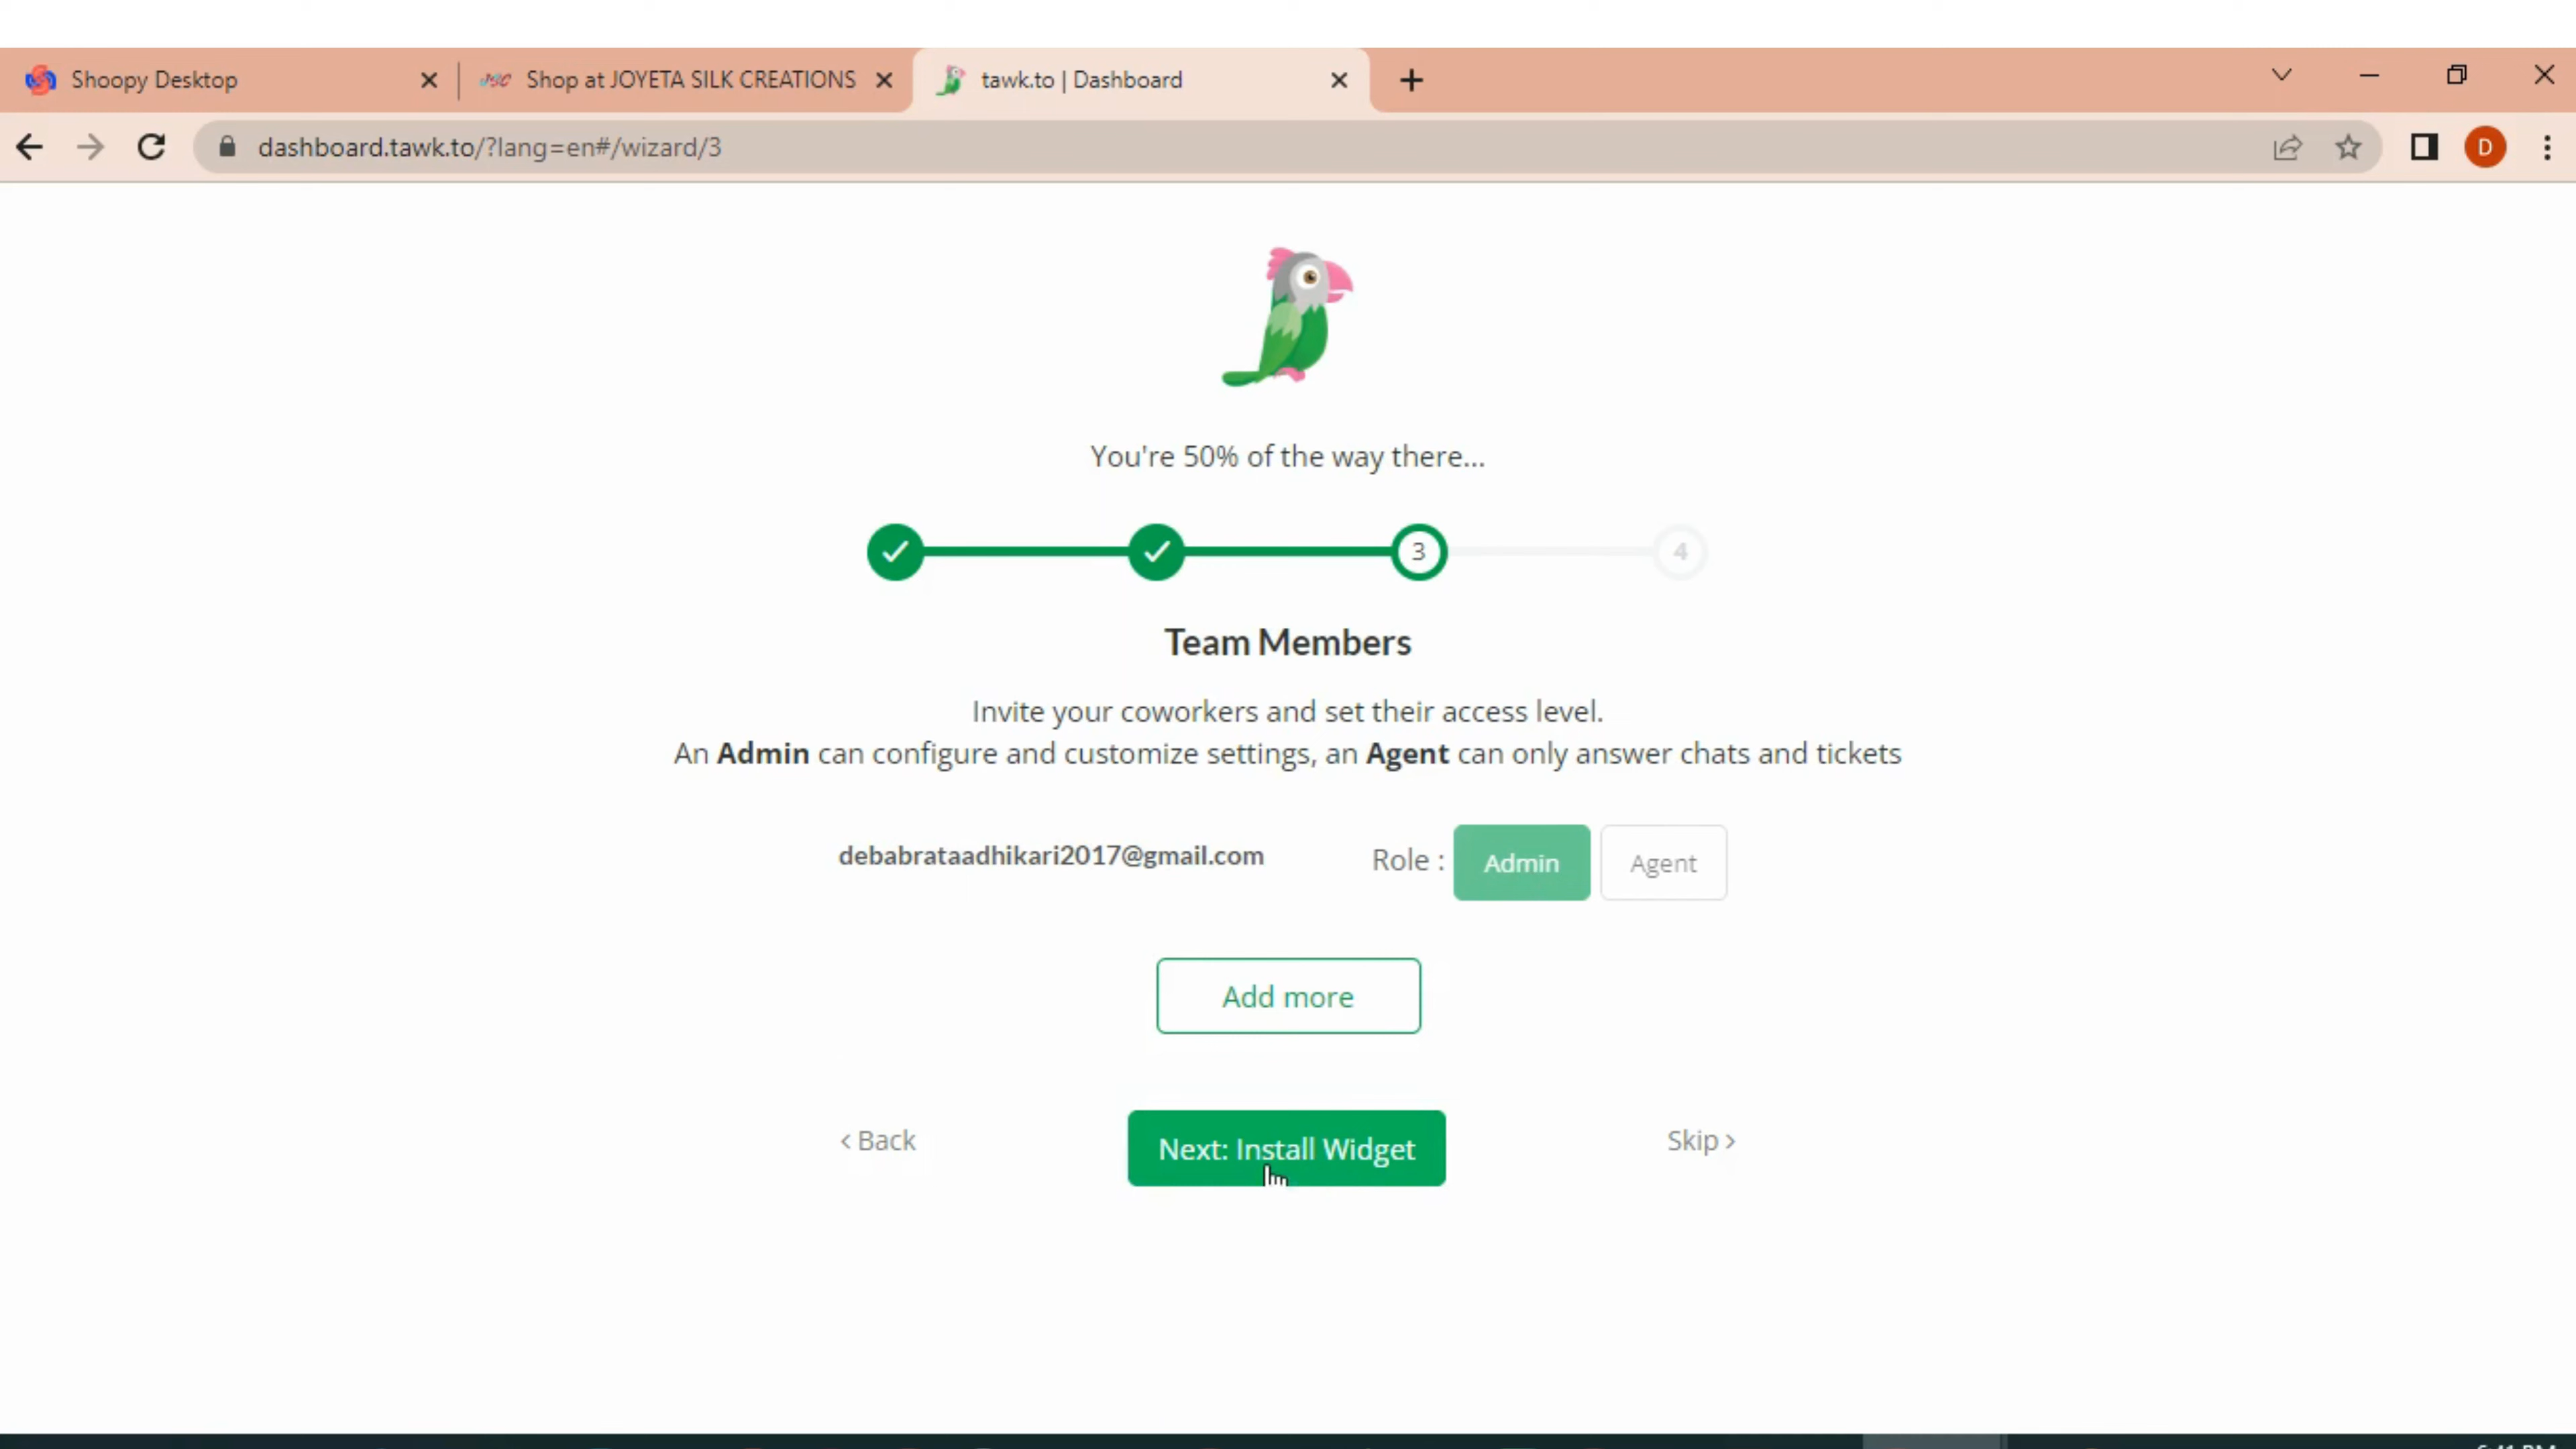 Shoopy Desktop
JSC Shop at JOYETA SILK CREATIONS
tawk.to | Dashboard
dashboard.tawk.to/?lang=en#/wizard/3
D
You're 50% of the way there...
3
4
Team Members
Invite your coworkers and set their access level.
An Admin can configure and customize settings, an Agent can only answer chats and tickets
debabrataadhikari2017@gmail.com
Role :
Admin
Agent
Add more
< Back
Next: Install Widget
Skip >